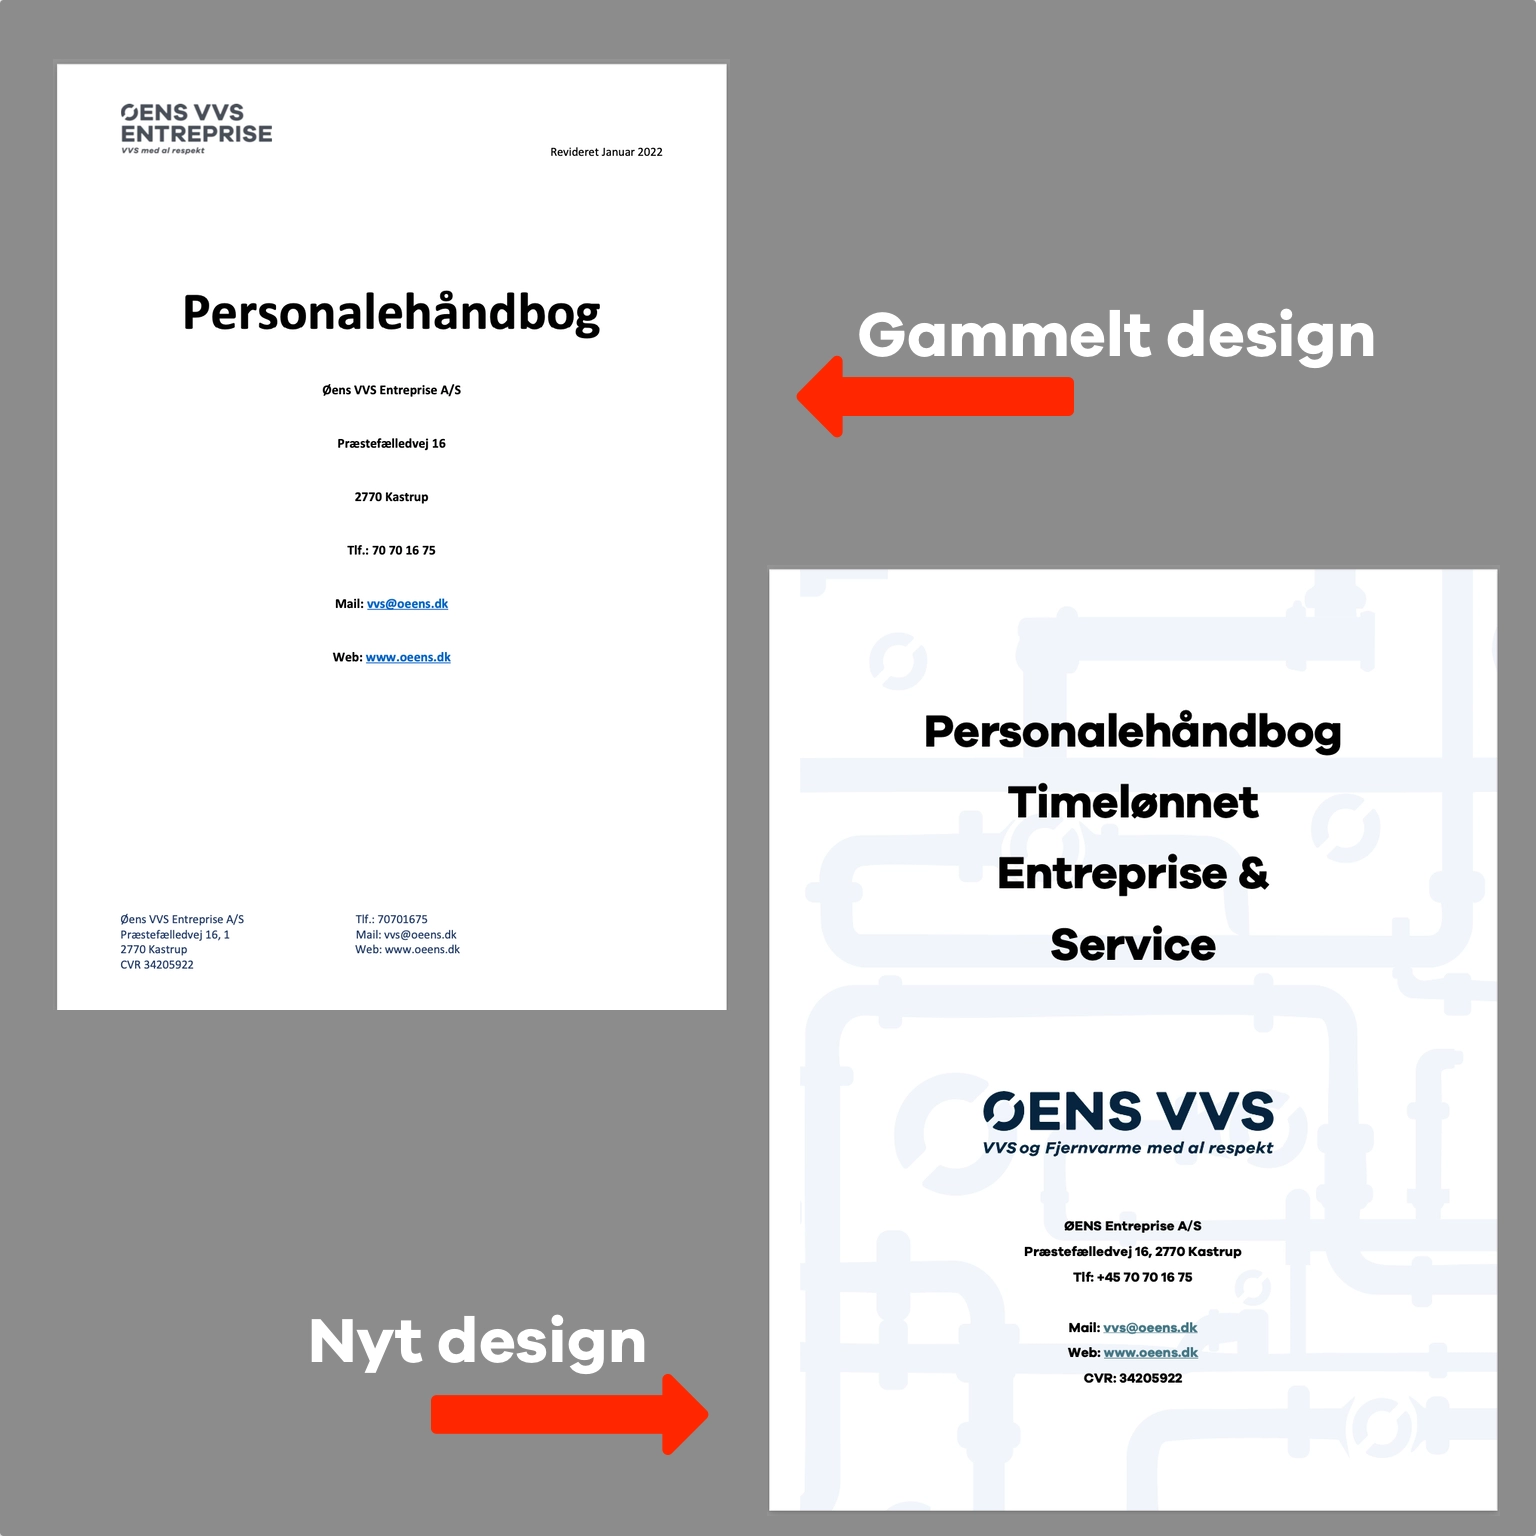 ØENS VVS
ENTREPRISE
VVS med al respekt
Revideret Januar 2022
Personalehåndbog
Øens VVS Entreprise A/S
Præstefælledvej 16
2770 Kastrup
Tlf.: 70 70 16 75
Mail: vvs@oeens.dk
Web: www.oeens.dk
Øens VVS Entreprise A/S
Præstefælledvej 16, 1
2770 Kastrup
CVR 34205922
Tlf.: 70701675
Mail: vvs@oeens.dk
Web: www.oeens.dk
Gammelt design
Personalehåndbog
Timelønnet
Entreprise &
Service
ØENS VVS
VVS og Fjernvarme med al respekt
ØENS Entreprise A/S
Præstefælledvej 16, 2770 Kastrup
Tlf: +45 70 70 16 75
Mail: vvs@oeens.dk
Web: www.oeens.dk
CVR: 34205922
Nyt design